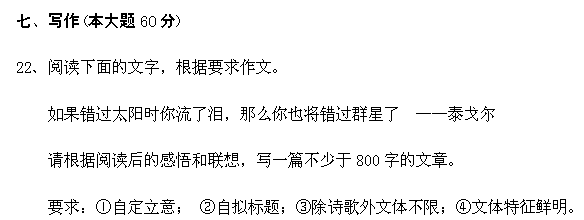 七、写作(本大题 60 分)
22、阅读下面的文字，根据要求作文。
如果错过太阳时你流了泪，那么你也将错过群星了 ——泰戈尔
请根据阅读后的感悟和联想，写一篇不少于 800 字的文章。
要求：①自定立意； ②自拟标题；③除诗歌外文体不限；④文体特征鲜明。